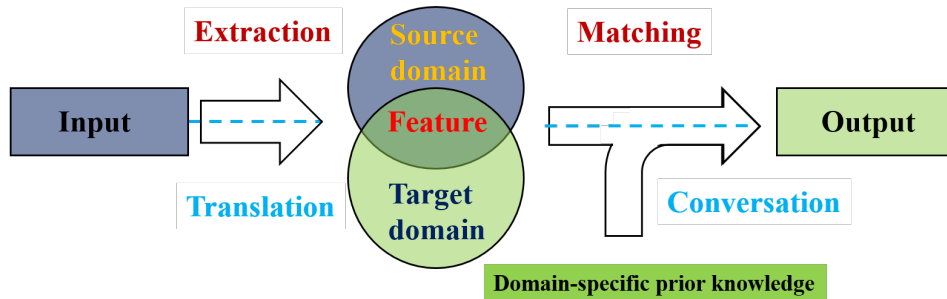 Extraction
Source
domain
Matching
Input
Feature
Output
Translation
Target
domain
Conversation
Domain-specific prior knowledge